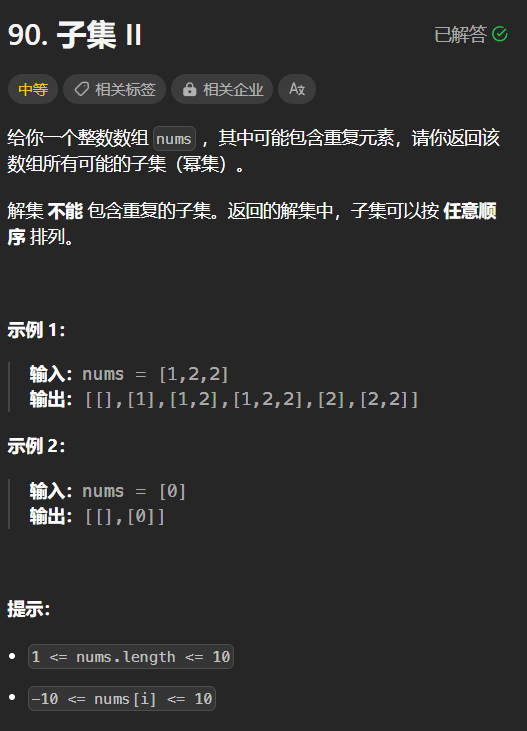 90. 子集 II
已解答
中等 相关标签 相关企业 Aあ
给你一个整数数组 nums ，其中可能包含重复元素，请你返回该
数组所有可能的子集（幂集）。
解集 不能 包含重复的子集。返回的解集中，子集可以按 任意顺
序 排列。
示例 1：
输入：nums = [1,2,2]
输出：[[],[1],[1,2],[1,2,2],[2],[2,2]]
示例 2：
输入：nums = [0]
输出：[[],[0]]
提示：
• 1 <= nums.length <= 10
• -10 <= nums[i] <= 10